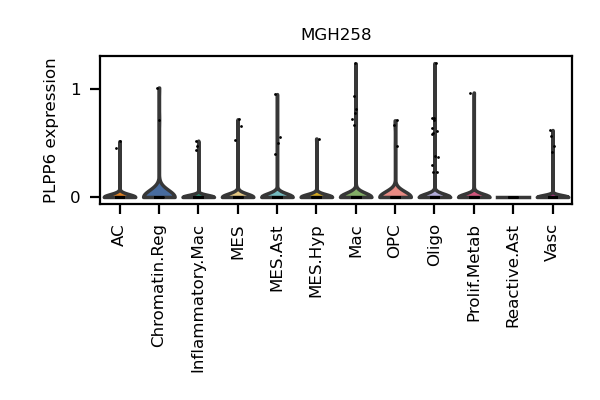 MGH258
PLPP6 expression
1
0
AC
Chromatin.Reg
Inflammatory.Mac
MES
MES.Ast
MES.Hyp
Mac
OPC
Oligo
Prolif.Metab
Reactive.Ast
Vasc